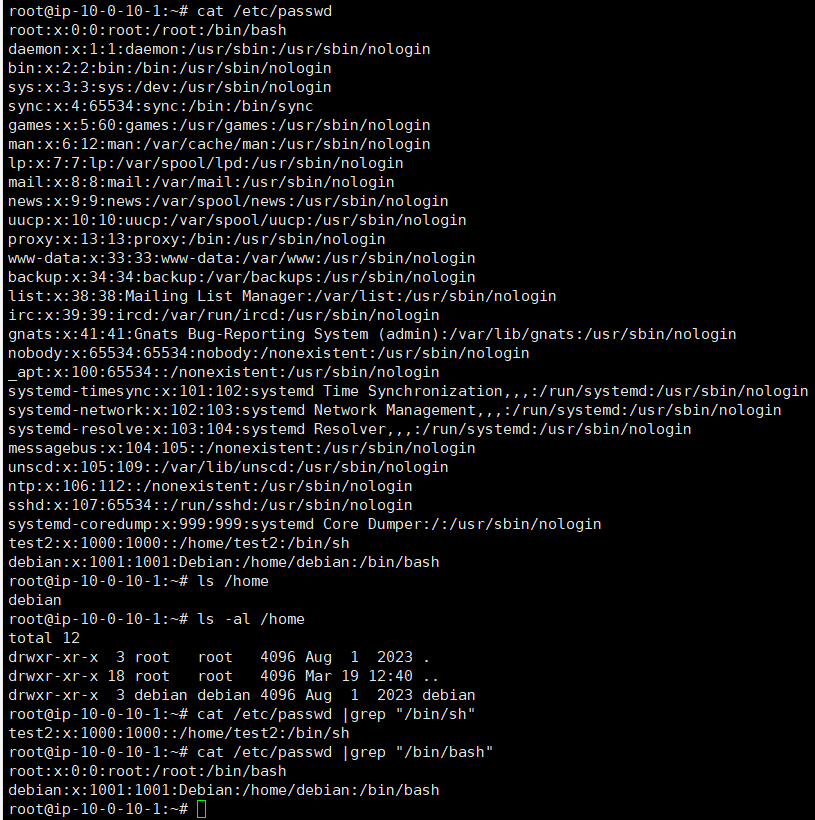 root@ip-10-0-10-1:~# cat /etc/passwd
root:x:0:0:root:/root:/bin/bash
daemon:x:1:1:daemon:/usr/sbin:/usr/sbin/nologin
bin:x:2:2:bin:/bin:/usr/sbin/nologin
sys:x:3:3:sys:/dev:/usr/sbin/nologin
sync:x:4:65534:sync:/bin:/bin/sync
games:x:5:60:games:/usr/games:/usr/sbin/nologin
man:x:6:12:man:/var/cache/man:/usr/sbin/nologin
lp:x:7:7:lp:/var/spool/lpd:/usr/sbin/nologin
mail:x:8:8:mail:/var/mail:/usr/sbin/nologin
news:x:9:9:news:/var/spool/news:/usr/sbin/nologin
uucp:x:10:10:uucp:/var/spool/uucp:/usr/sbin/nologin
proxy:x:13:13:proxy:/bin:/usr/sbin/nologin
www-data:x:33:33:www-data:/var/www:/usr/sbin/nologin
backup:x:34:34:backup:/var/backups:/usr/sbin/nologin
list:x:38:38:Mailing List Manager:/var/list:/usr/sbin/nologin
irc:x:39:39:ircd:/var/run/ircd:/usr/sbin/nologin
gnats:x:41:41:Gnats Bug-Reporting System (admin):/var/lib/gnats:/usr/sbin/nologin
nobody:x:65534:65534:nobody:/nonexistent:/usr/sbin/nologin
_apt:x:100:65534::/nonexistent:/usr/sbin/nologin
systemd-timesync:x:101:102:systemd Time Synchronization,,,:/run/systemd:/usr/sbin/nologin
systemd-network:x:102:103:systemd Network Management,,,:/run/systemd:/usr/sbin/nologin
systemd-resolve:x:103:104:systemd Resolver,,,:/run/systemd:/usr/sbin/nologin
messagebus:x:104:105::/nonexistent:/usr/sbin/nologin
unscd:x:105:109::/var/lib/unscd:/usr/sbin/nologin
ntp:x:106:112::/nonexistent:/usr/sbin/nologin
sshd:x:107:65534::/run/sshd:/usr/sbin/nologin
systemd-coredump:x:999:999:systemd Core Dumper:/:/usr/sbin/nologin
test2:x:1000:1000::/home/test2:/bin/sh
debian:x:1001:1001:Debian:/home/debian:/bin/bash
root@ip-10-0-10-1:~# ls /home
debian
root@ip-10-0-10-1:~# ls -al /home
total 12
drwxr-xr-x  3 root   root   4096 Aug  1  2023 .
drwxr-xr-x 18 root   root   4096 Mar 19 12:40 ..
drwxr-xr-x  3 debian debian 4096 Aug  1  2023 debian
root@ip-10-0-10-1:~# cat /etc/passwd |grep "/bin/sh"
test2:x:1000:1000::/home/test2:/bin/sh
root@ip-10-0-10-1:~# cat /etc/passwd |grep "/bin/bash"
root:x:0:0:root:/root:/bin/bash
debian:x:1001:1001:Debian:/home/debian:/bin/bash
root@ip-10-0-10-1:~#